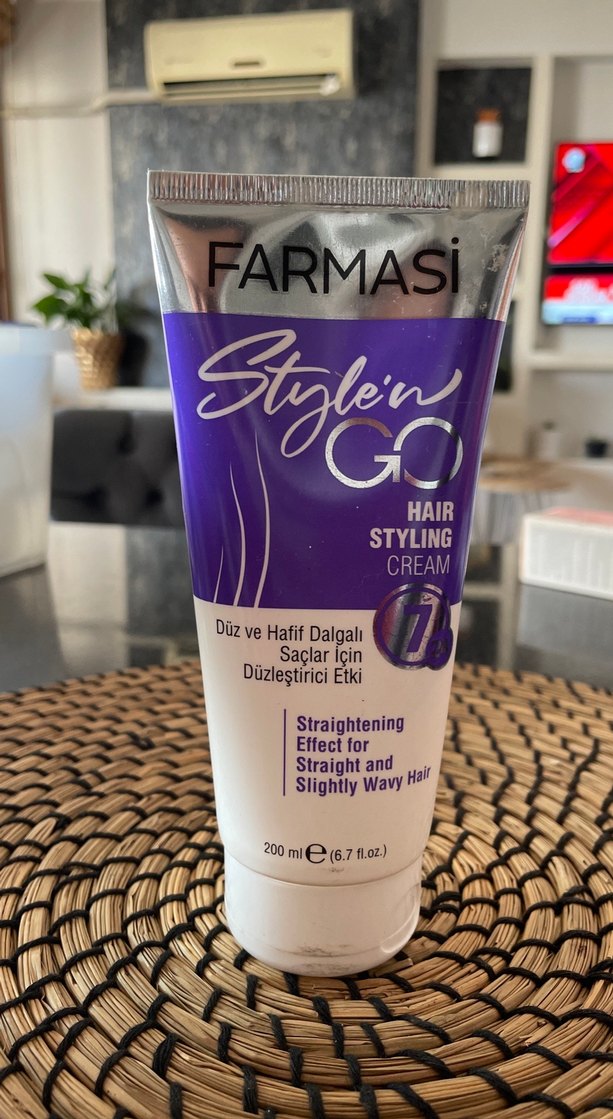 FARMASİ
Style'n
GO
HAIR
STYLING
CREAM
7
Düz ve Hafif Dalgalı
Saçlar İçin
Düzleştirici Etki
Straightening
Effect for
Straight and
Slightly Wavy Hair
200 ml ℮ (6.7 fl.oz.)